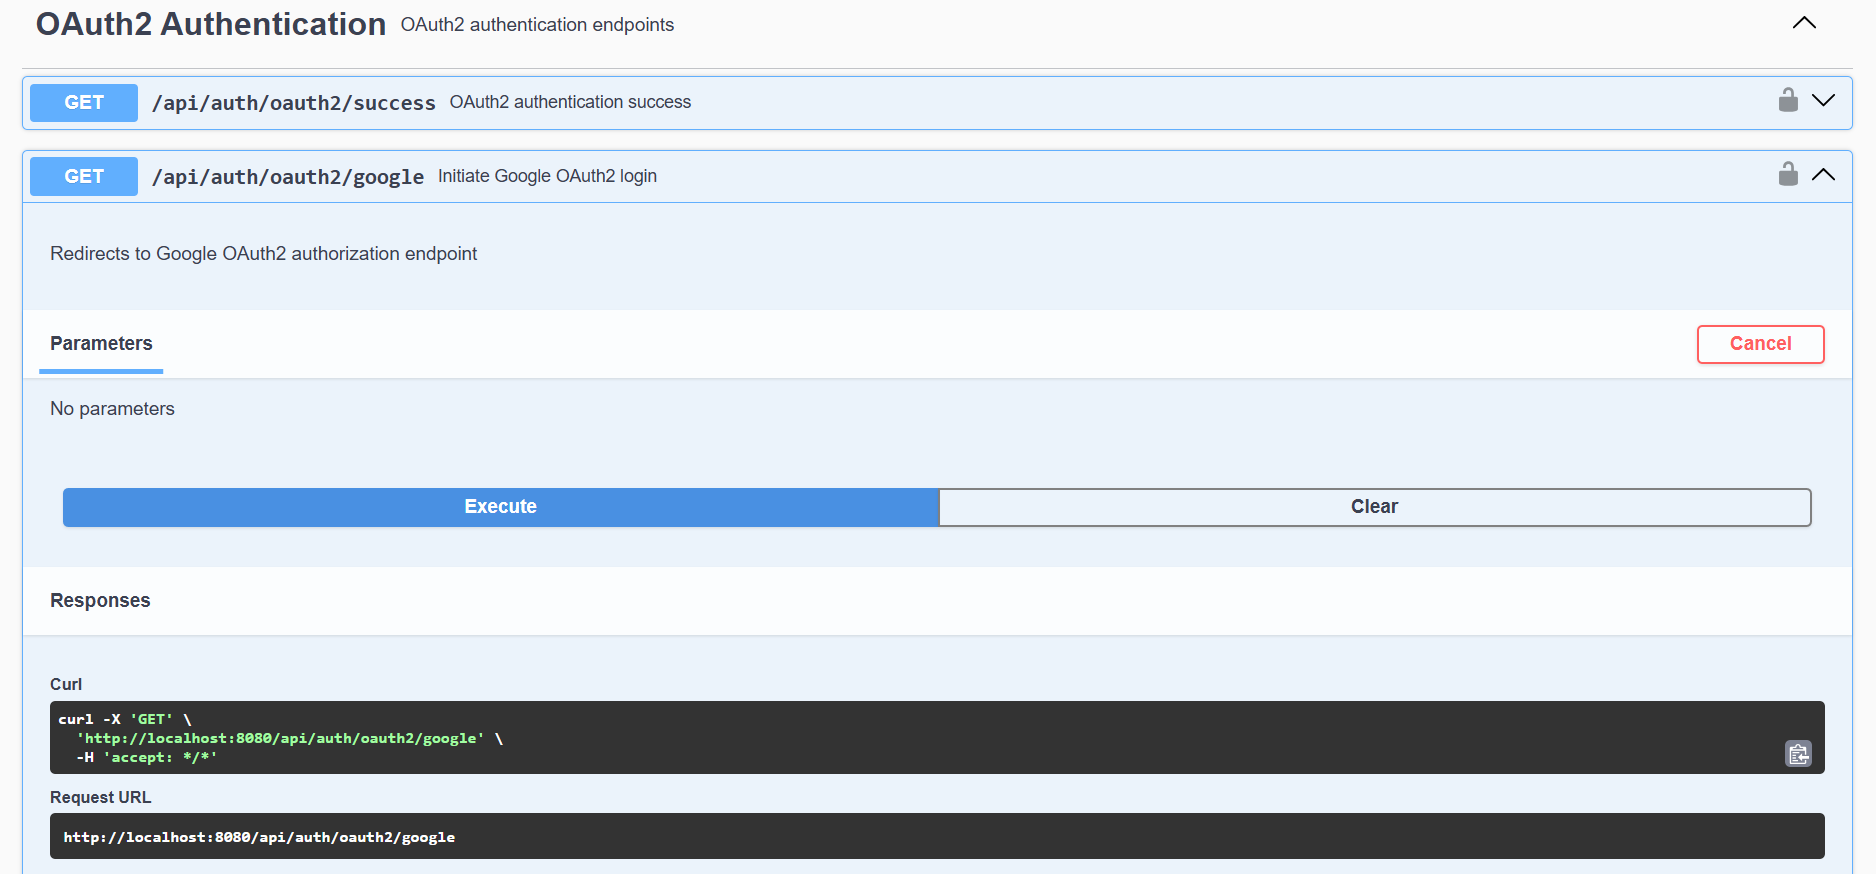 OAuth2 Authentication OAuth2 authentication endpoints
GET /api/auth/oauth2/success OAuth2 authentication success
GET /api/auth/oauth2/google Initiate Google OAuth2 login
Redirects to Google OAuth2 authorization endpoint
Parameters Cancel
No parameters
Execute Clear
Responses
Curl
curl -X 'GET' \
'http://localhost:8080/api/auth/oauth2/google' \
-H 'accept: */*'
Request URL
http://localhost:8080/api/auth/oauth2/google